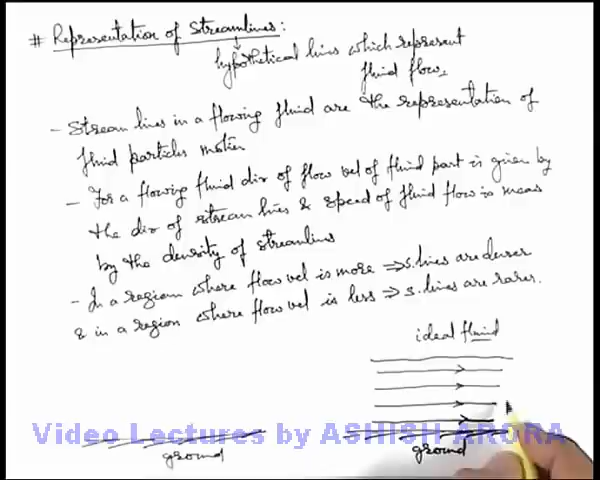 # Representation of Streamlines:
hypothetical lines which represent
fluid flow.
- Stream lines in a flowing fluid are the representation of
fluid particles motion
- For a flowing fluid dir of flow vel of fluid part is given by
the dir of stream lines & speed of fluid flow is meas
by the density of streamlines
- In a region where flow vel is more ⇒ s.lines are denser
& in a region where flow vel is less ⇒ s.lines are rarer.
ideal fluid
Video Lectures by ASHISH ARORA
ground
ground